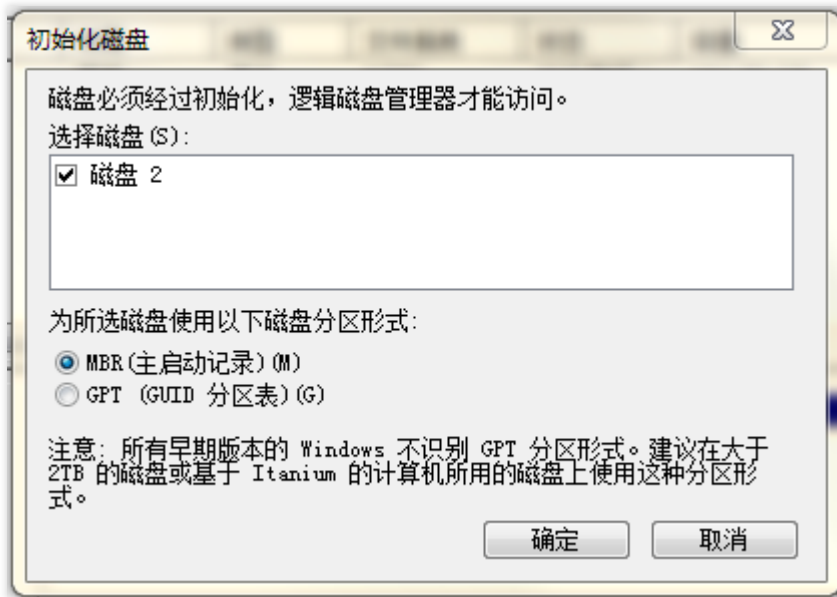 初始化磁盘
磁盘必须经过初始化，逻辑磁盘管理器才能访问。
选择磁盘(S):
磁盘 2
为所选磁盘使用以下磁盘分区形式:
MBR(主启动记录)(M)
GPT (GUID 分区表)(G)
注意: 所有早期版本的 Windows 不识别 GPT 分区形式。建议在大于
2TB 的磁盘或基于 Itanium 的计算机所用的磁盘上使用这种分区形
式。
确定 取消